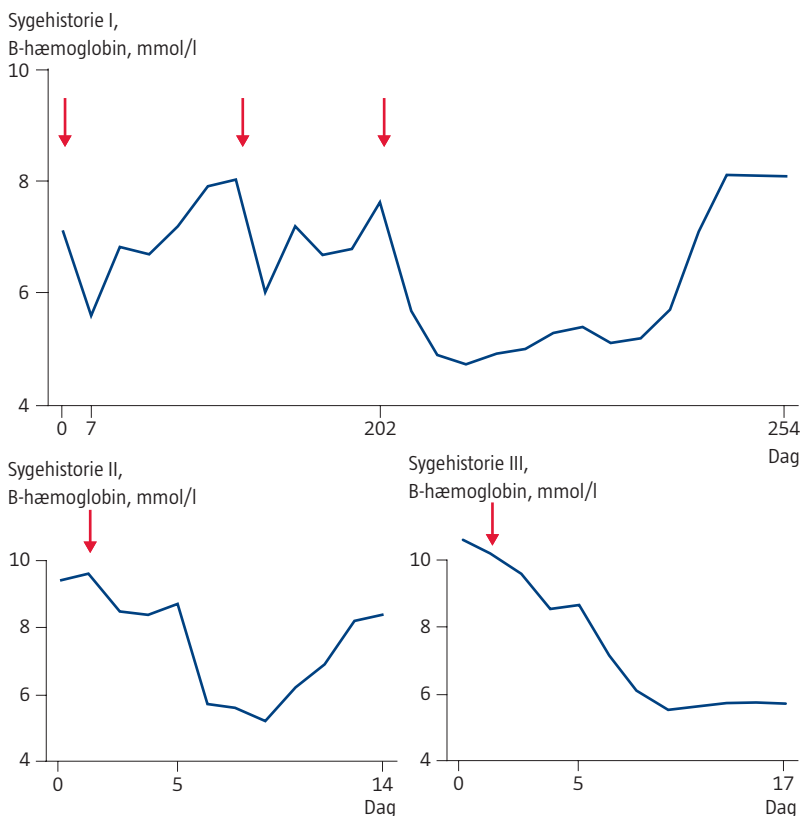 Sygehistorie I,
B-hæmoglobin, mmol/l
10
8
6
4
0 7 202 254
Dag
Sygehistorie II,
B-hæmoglobin, mmol/l
10
8
6
4
0 5 14
Dag
Sygehistorie III,
B-hæmoglobin, mmol/l
10
8
6
4
0 5 17
Dag